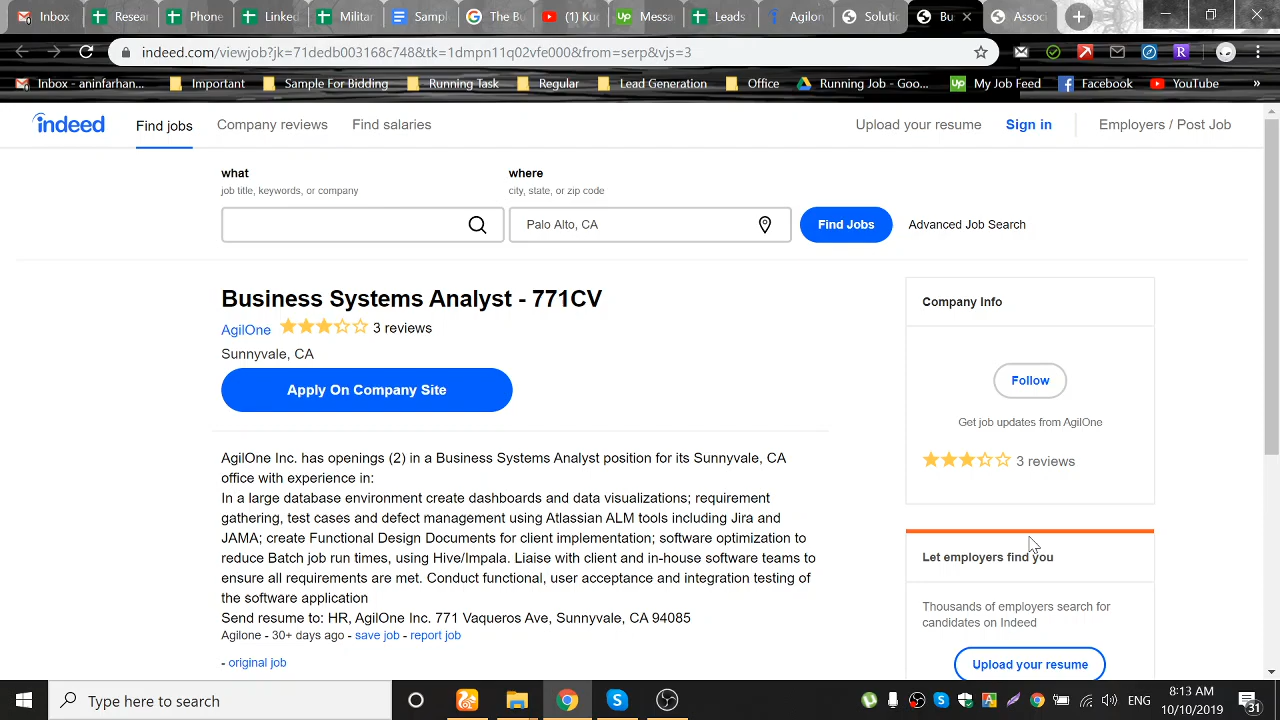 Inbox
Resear
Phone
Linked
Militar
Sampl
The Bu
(1) Kuc
Messa
Leads
Agilon
Solutic
Bu
Associ
indeed.com/viewjob?jk=71dedb003168c748&tk=1dmpn11q02vfe000&from=serp&vjs=3
Inbox - aninfarhan...
Important
Sample For Bidding
Running Task
Regular
Lead Generation
Office
Running Job - Goo...
My Job Feed
Facebook
YouTube
»
indeed
Find jobs
Company reviews
Find salaries
Upload your resume
Sign in
Employers / Post Job
what
job title, keywords, or company
where
city, state, or zip code
Palo Alto, CA
Find Jobs
Advanced Job Search
Business Systems Analyst - 771CV
AgilOne
3 reviews
Sunnyvale, CA
Apply On Company Site
AgilOne Inc. has openings (2) in a Business Systems Analyst position for its Sunnyvale, CA
office with experience in:
In a large database environment create dashboards and data visualizations; requirement
gathering, test cases and defect management using Atlassian ALM tools including Jira and
JAMA; create Functional Design Documents for client implementation; software optimization to
reduce Batch job run times, using Hive/Impala. Liaise with client and in-house software teams to
ensure all requirements are met. Conduct functional, user acceptance and integration testing of
the software application
Send resume to: HR, AgilOne Inc. 771 Vaqueros Ave, Sunnyvale, CA 94085
Agilone - 30+ days ago - save job - report job
- original job
Company Info
Follow
Get job updates from AgilOne
3 reviews
Let employers find you
Thousands of employers search for
candidates on Indeed
Upload your resume
Type here to search
ENG
8:13 AM
10/10/2019
31